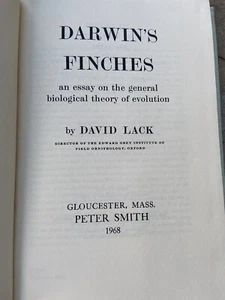 DARWIN'S
FINCHES
an essay on the general
biological theory of evolution
by DAVID LACK
DIRECTOR OF THE EDWARD GREY INSTITUTE OF
FIELD ORNITHOLOGY, OXFORD
GLOUCESTER, MASS.
PETER SMITH
1968